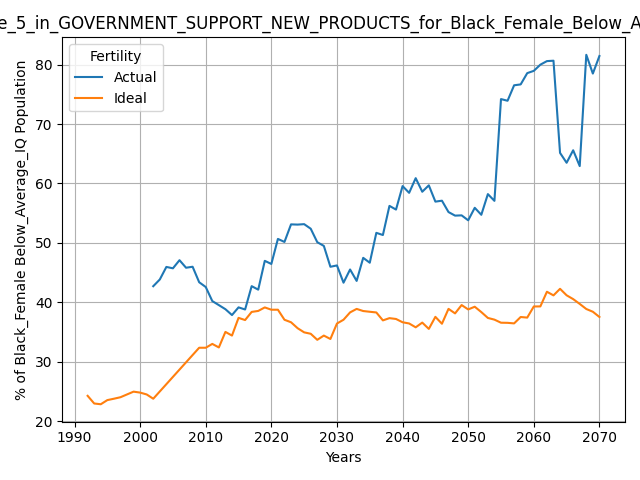 e_5_in_GOVERNMENT_SUPPORT_NEW_PRODUCTS_for_Black_Female_Below_A
Fertility
Actual
Ideal
% of Black_Female Below_Average_IQ Population
80
70
60
50
40
30
20
1990 2000 2010 2020 2030 2040 2050 2060 2070
Years